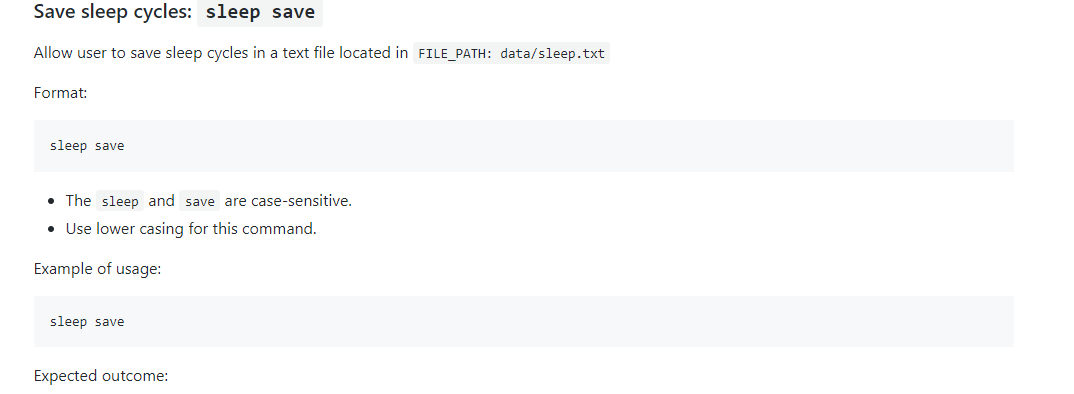 Save sleep cycles: sleep save
Allow user to save sleep cycles in a text file located in FILE_PATH: data/sleep.txt
Format:
sleep save
• The sleep and save are case-sensitive.
• Use lower casing for this command.
Example of usage:
sleep save
Expected outcome: